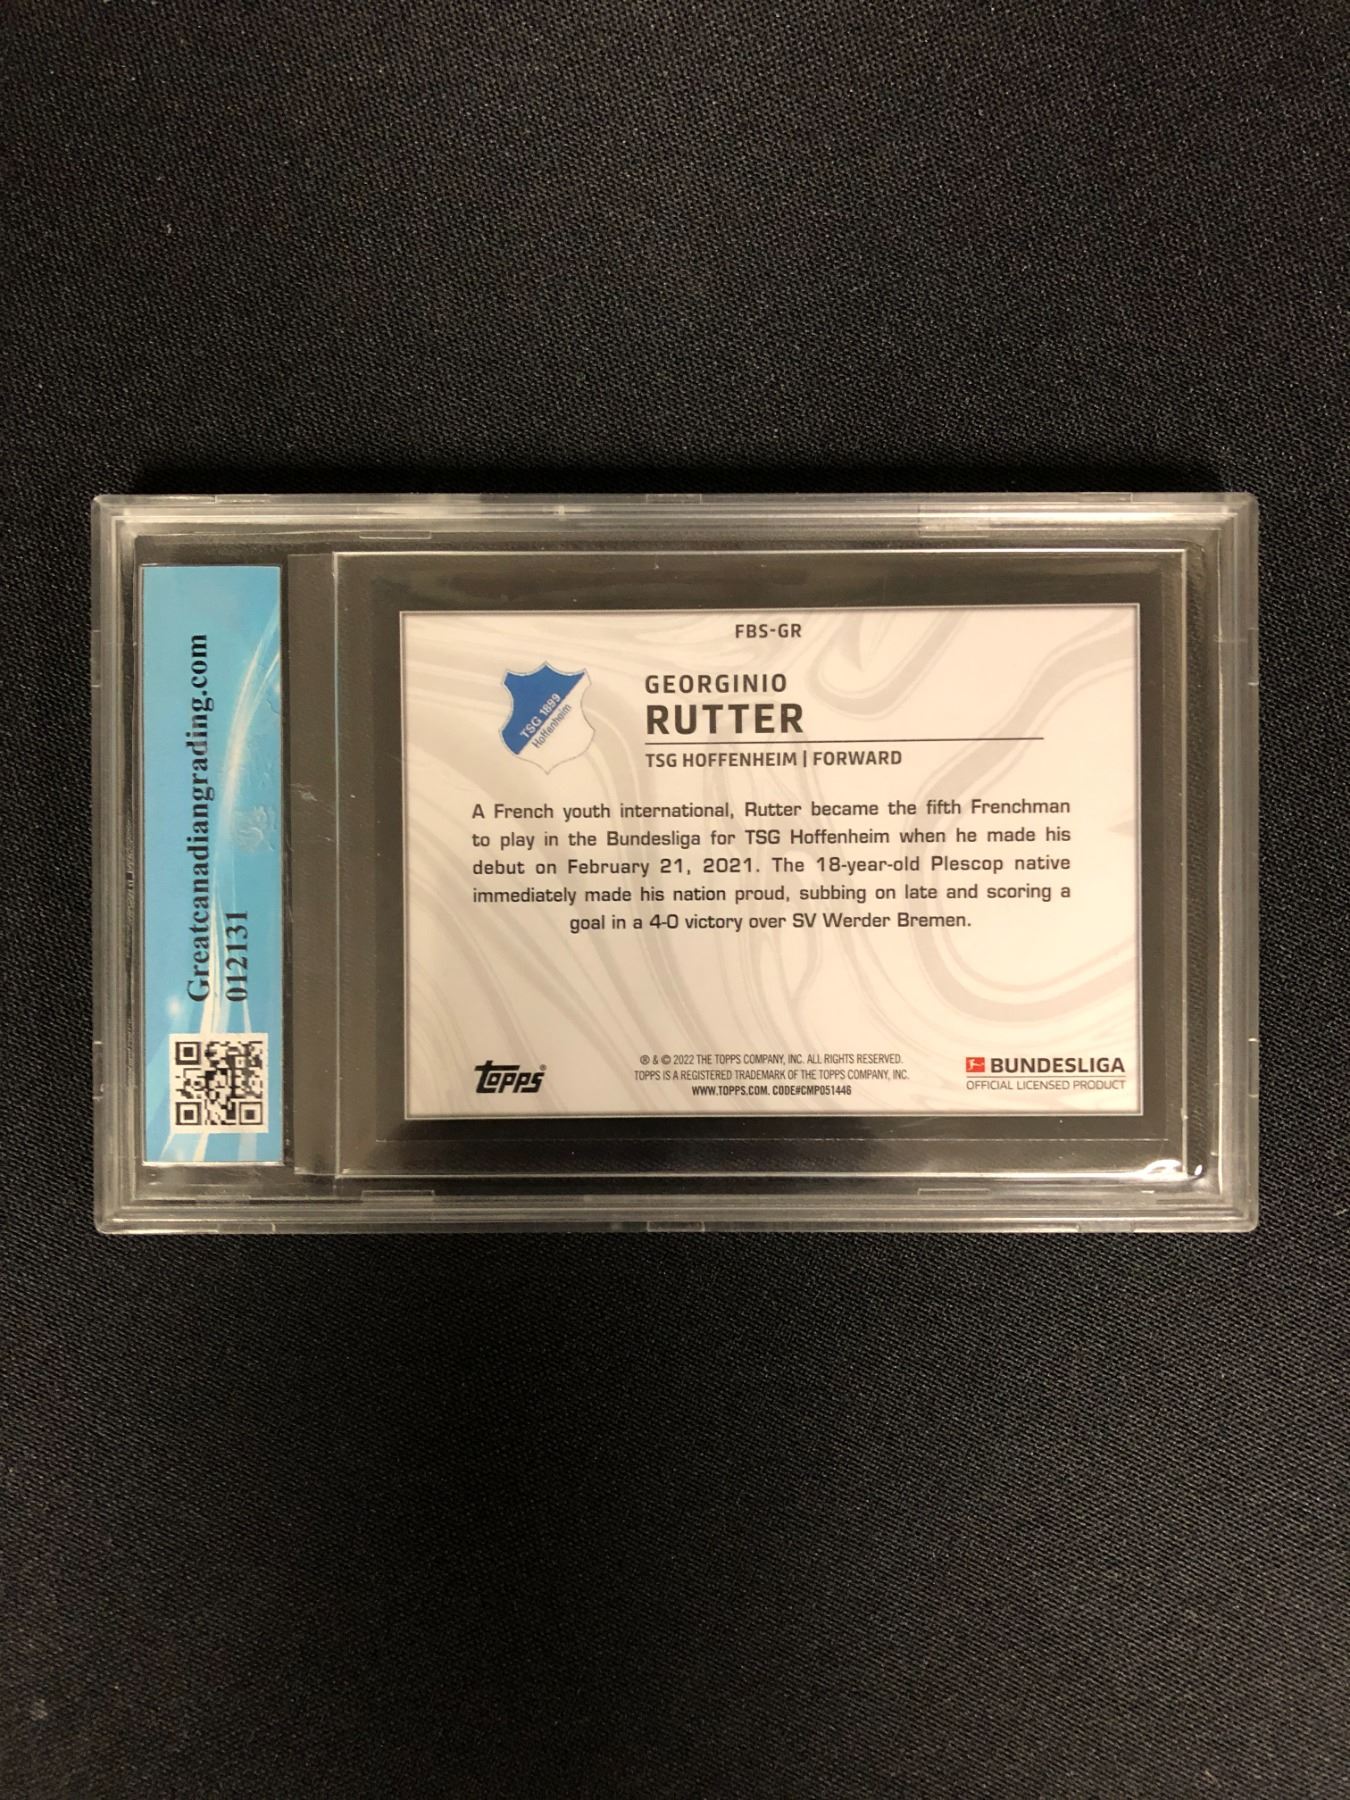 Greatcanadiangrading.com
012131
FBS-GR
TSG 1899
Hoffenheim
GEORGINIO
RUTTER
TSG HOFFENHEIM | FORWARD
A French youth international, Rutter became the fifth Frenchman
to play in the Bundesliga for TSG Hoffenheim when he made his
debut on February 21, 2021. The 18-year-old Plescop native
immediately made his nation proud, subbing on late and scoring a
goal in a 4-0 victory over SV Werder Bremen.
topps®
® & © 2022 THE TOPPS COMPANY, INC. ALL RIGHTS RESERVED.
TOPPS IS A REGISTERED TRADEMARK OF THE TOPPS COMPANY, INC.
WWW.TOPPS.COM. CODE#CMP051446
BUNDESLIGA
OFFICIAL LICENSED PRODUCT